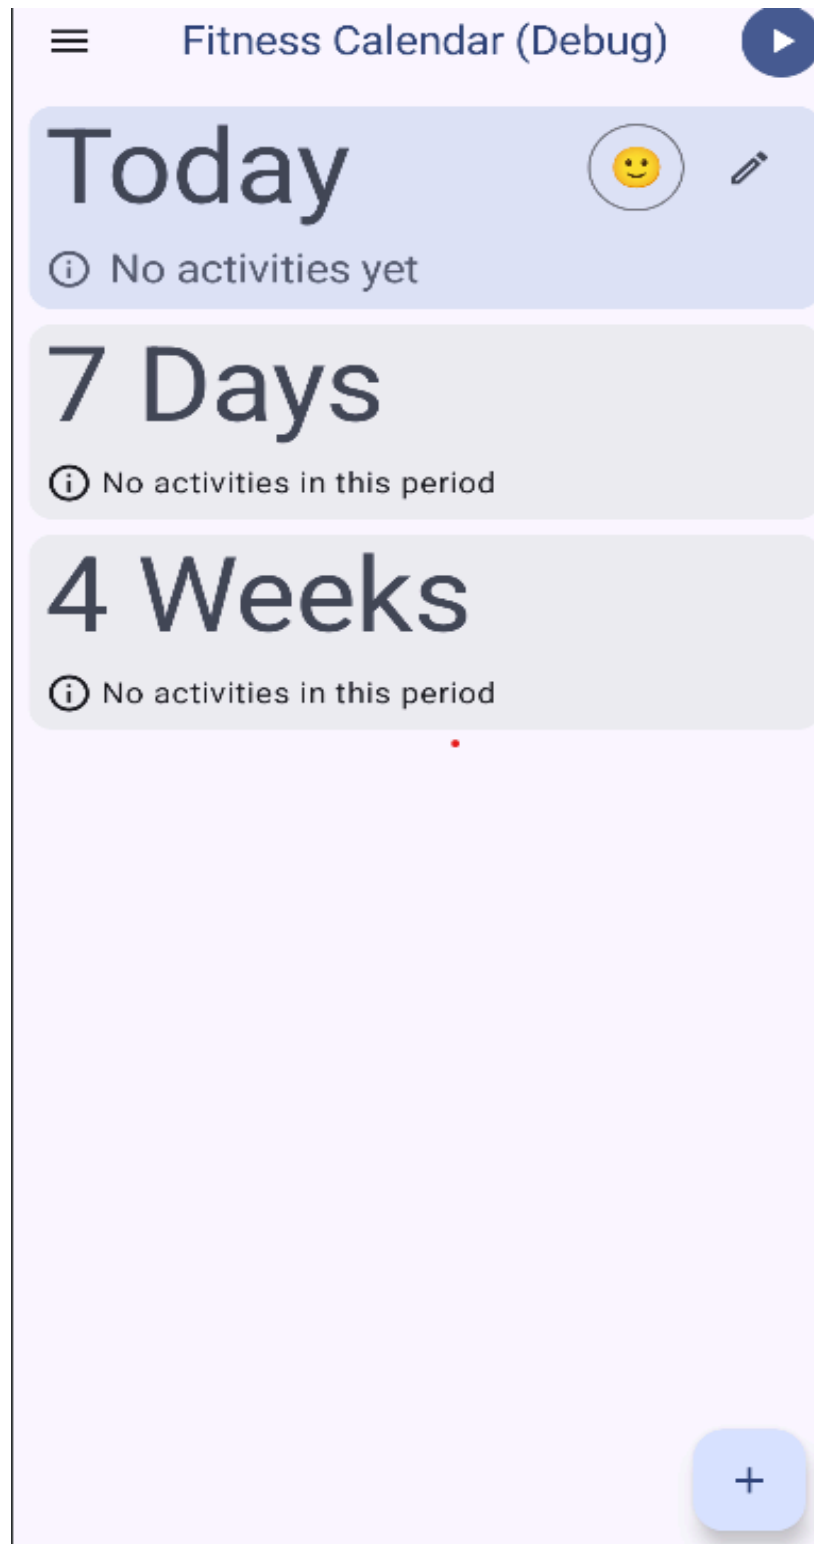 Fitness Calendar (Debug)
Today
No activities yet
7 Days
No activities in this period
4 Weeks
No activities in this period